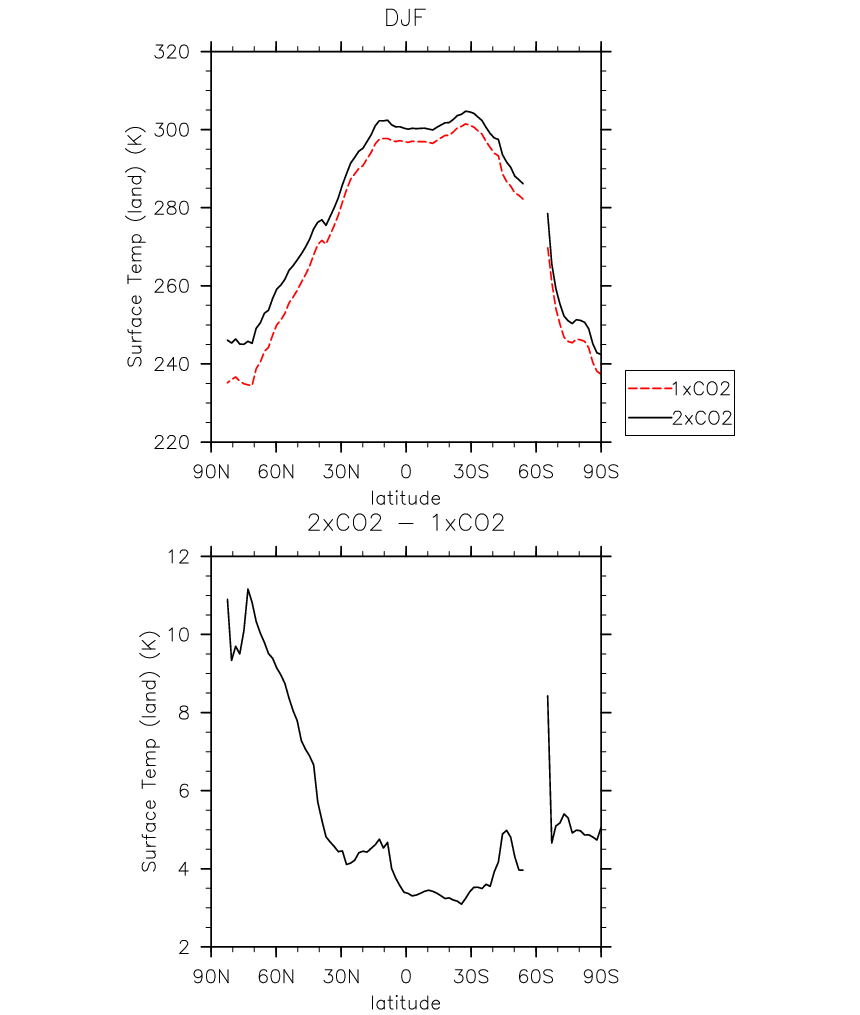 DJF
320
300
280
260
240
220
Surface Temp (land) (K)
90N 60N 30N 0 30S 60S 90S
latitude
1xCO2
2xCO2
2xCO2 − 1xCO2
12
10
8
6
4
2
Surface Temp (land) (K)
90N 60N 30N 0 30S 60S 90S
latitude